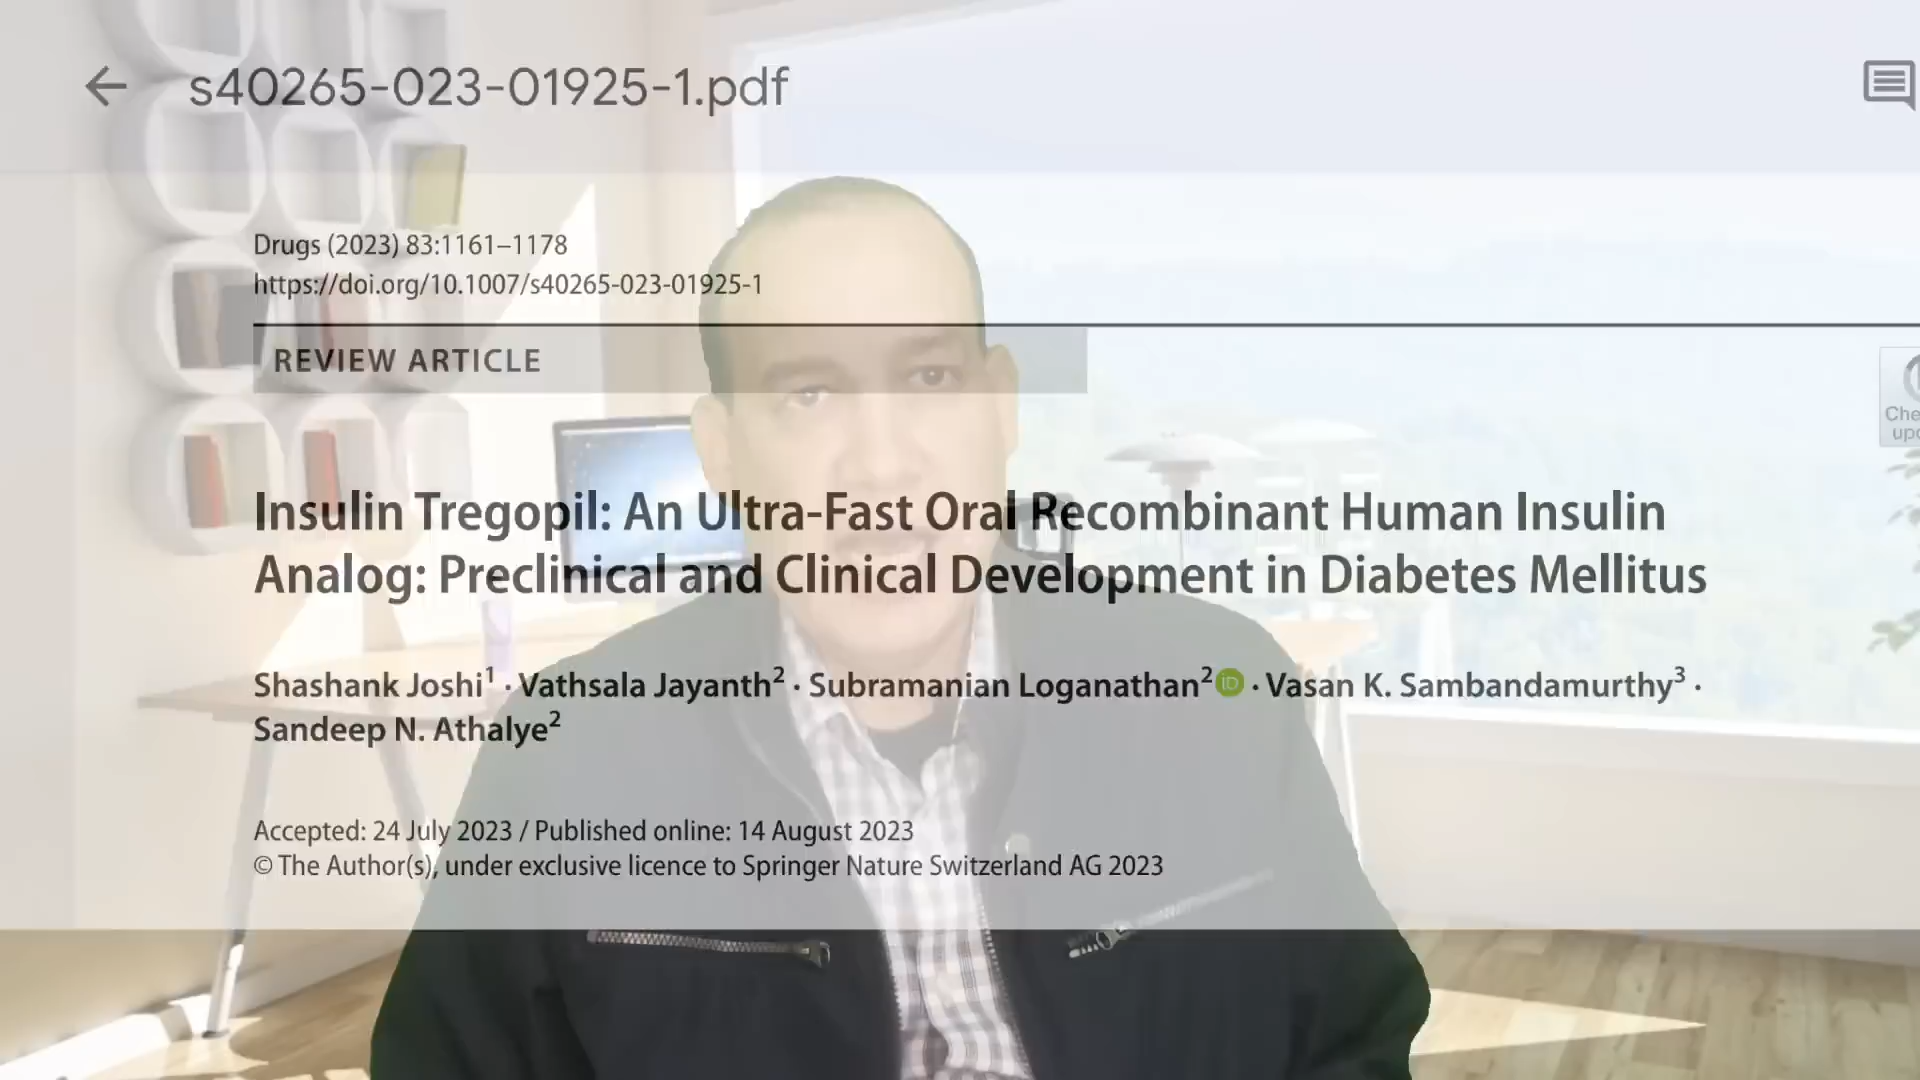 s40265-023-01925-1.pdf
Drugs (2023) 83:1161–1178
https://doi.org/10.1007/s40265-023-01925-1
REVIEW ARTICLE
Insulin Tregopil: An Ultra-Fast Oral Recombinant Human Insulin
Analog: Preclinical and Clinical Development in Diabetes Mellitus
Shashank Joshi1 · Vathsala Jayanth2 · Subramanian Loganathan2 iD · Vasan K. Sambandamurthy3 ·
Sandeep N. Athalye2
Accepted: 24 July 2023 / Published online: 14 August 2023
© The Author(s), under exclusive licence to Springer Nature Switzerland AG 2023